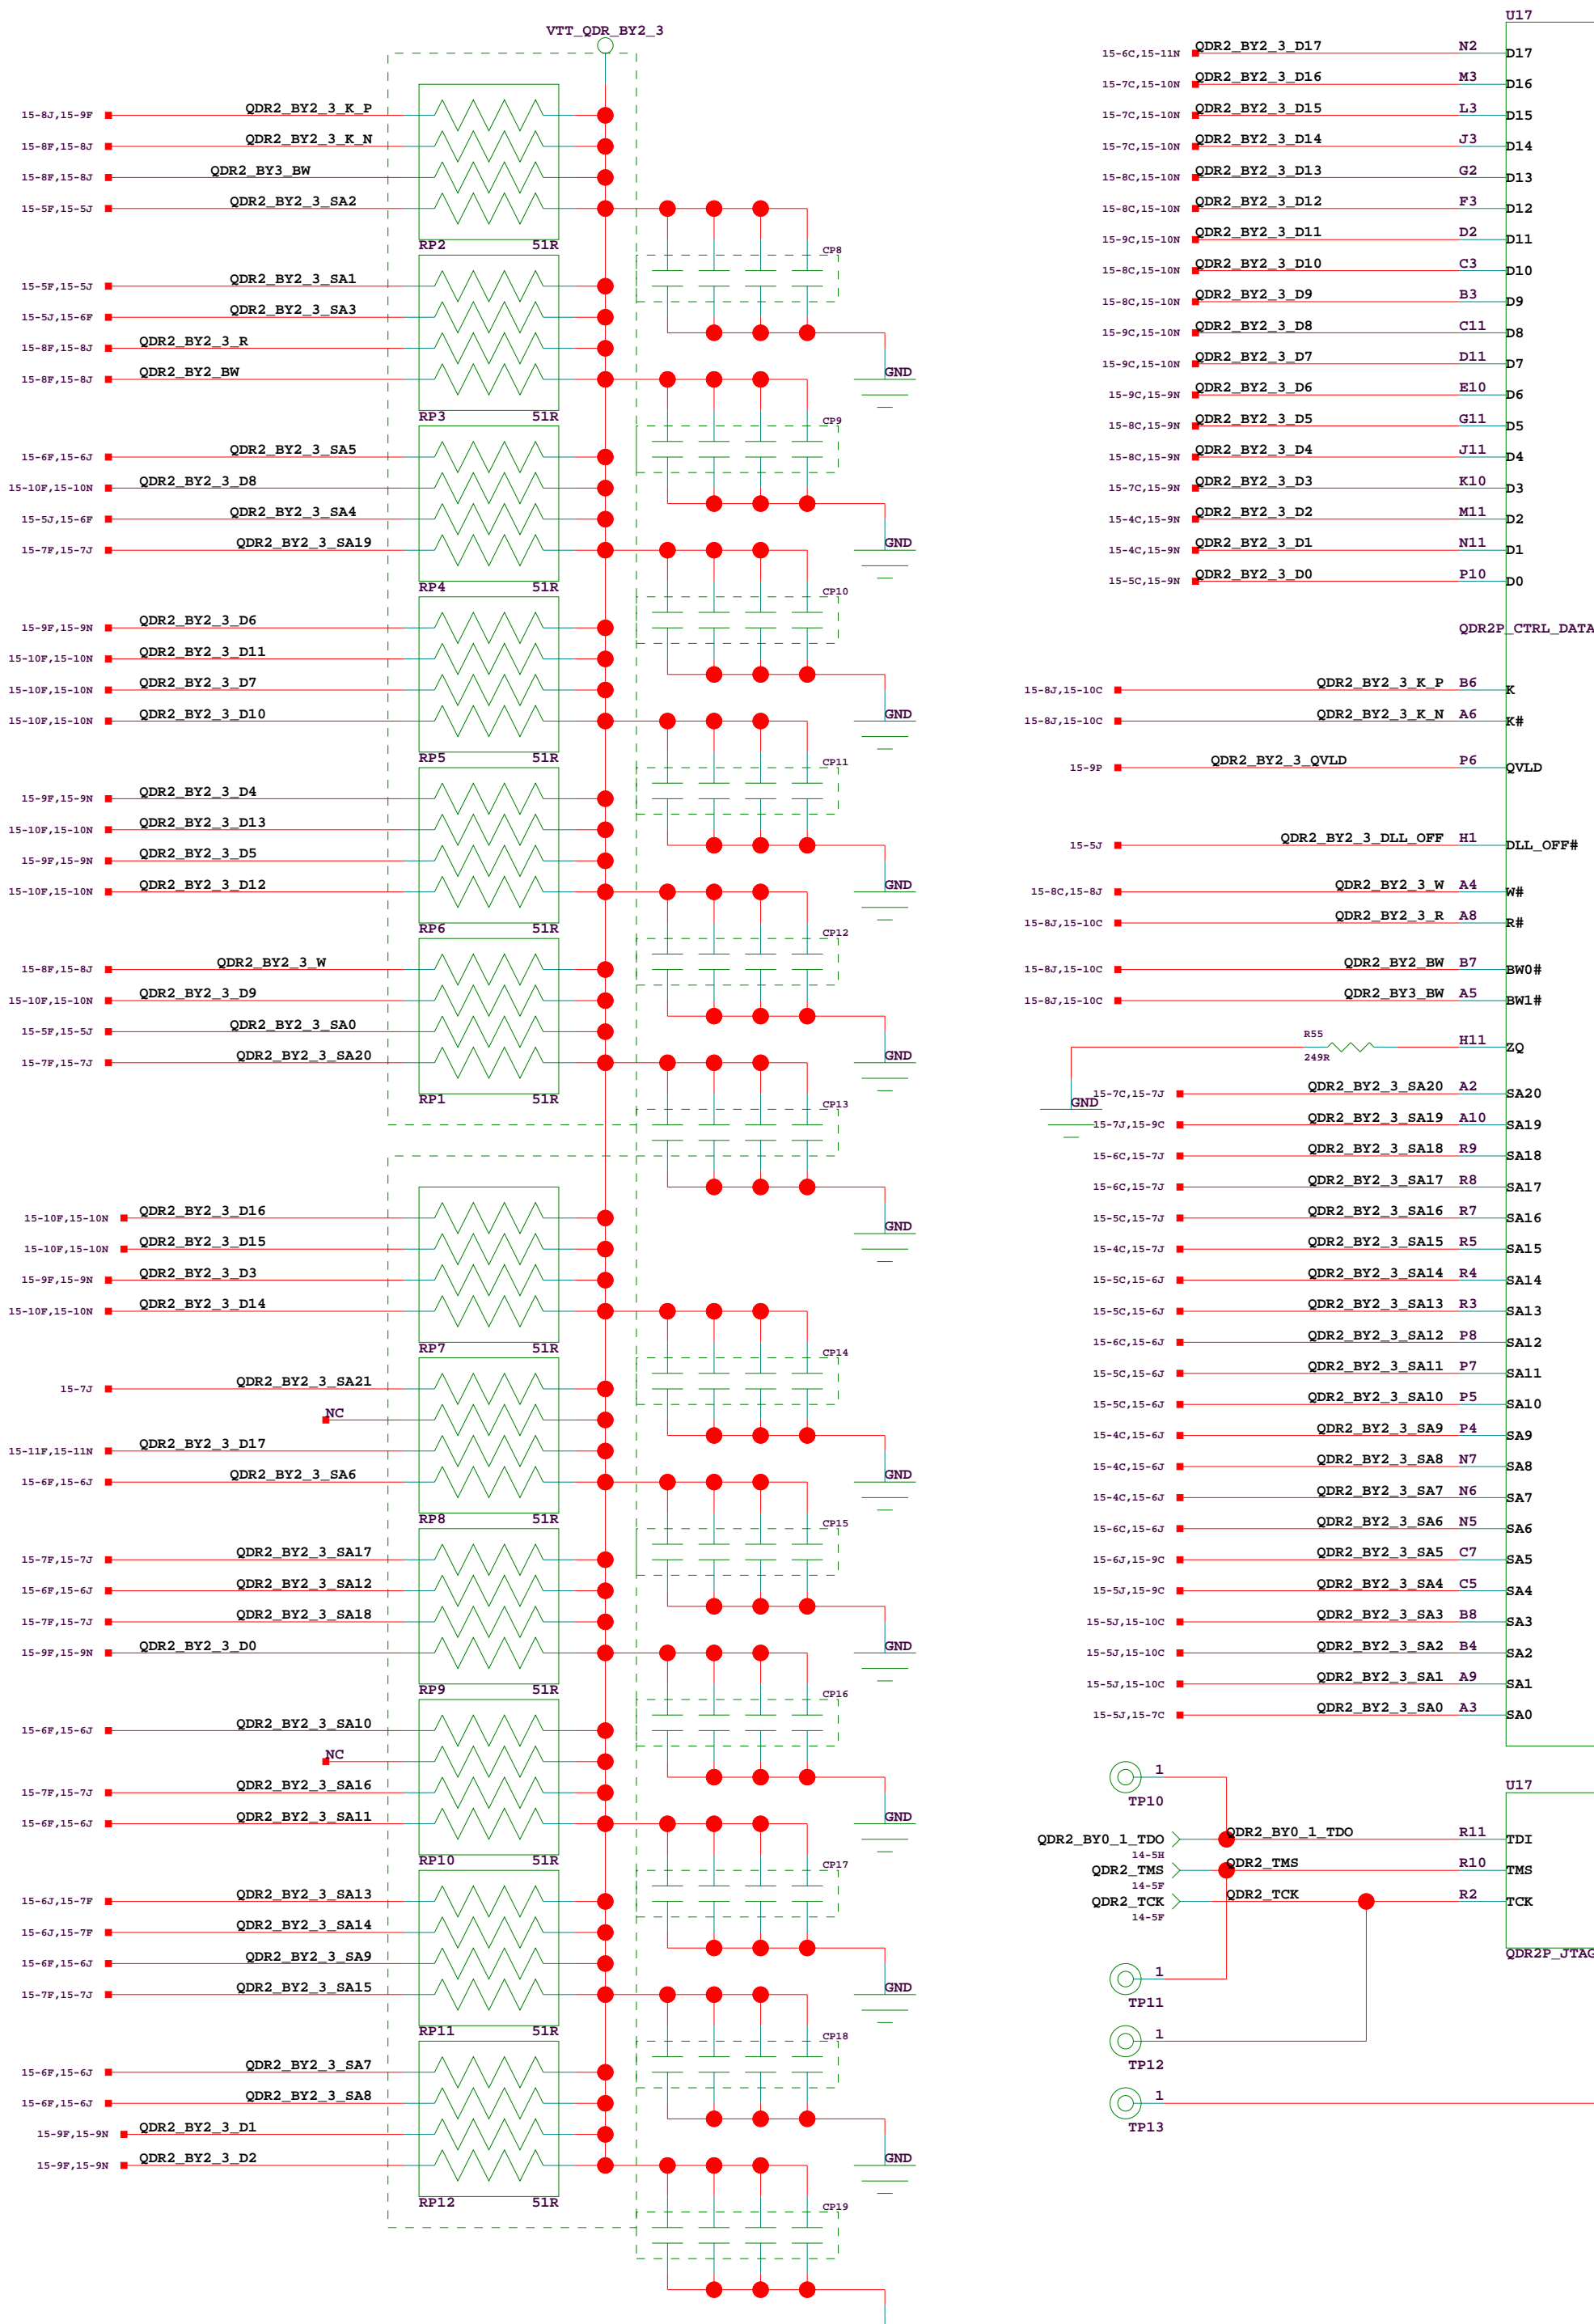 VTT_QDR_BY2_3
15-8J,15-9F QDR2_BY2_3_K_P
15-8F,15-8J QDR2_BY2_3_K_N
15-8F,15-8J QDR2_BY3_BW
15-5F,15-5J QDR2_BY2_3_SA2
RP2 51R
CP8
15-5F,15-5J QDR2_BY2_3_SA1
15-5J,15-6F QDR2_BY2_3_SA3
15-8F,15-8J QDR2_BY2_3_R
15-8F,15-8J QDR2_BY2_BW
GND
RP3 51R
CP9
15-6F,15-6J QDR2_BY2_3_SA5
15-10F,15-10N QDR2_BY2_3_D8
15-5J,15-6F QDR2_BY2_3_SA4
15-7F,15-7J QDR2_BY2_3_SA19
GND
RP4 51R
CP10
15-9F,15-9N QDR2_BY2_3_D6
15-10F,15-10N QDR2_BY2_3_D11
15-10F,15-10N QDR2_BY2_3_D7
15-10F,15-10N QDR2_BY2_3_D10
GND
RP5 51R
CP11
15-9F,15-9N QDR2_BY2_3_D4
15-10F,15-10N QDR2_BY2_3_D13
15-9F,15-9N QDR2_BY2_3_D5
15-10F,15-10N QDR2_BY2_3_D12
GND
RP6 51R
CP12
15-8F,15-8J QDR2_BY2_3_W
15-10F,15-10N QDR2_BY2_3_D9
15-5F,15-5J QDR2_BY2_3_SA0
15-7F,15-7J QDR2_BY2_3_SA20
GND
RP1 51R
CP13
15-10F,15-10N QDR2_BY2_3_D16
GND
15-10F,15-10N QDR2_BY2_3_D15
15-9F,15-9N QDR2_BY2_3_D3
15-10F,15-10N QDR2_BY2_3_D14
RP7 51R
CP14
15-7J QDR2_BY2_3_SA21
NC
15-11F,15-11N QDR2_BY2_3_D17
15-6F,15-6J QDR2_BY2_3_SA6
GND
RP8 51R
CP15
15-7F,15-7J QDR2_BY2_3_SA17
15-6F,15-6J QDR2_BY2_3_SA12
15-7F,15-7J QDR2_BY2_3_SA18
15-9F,15-9N QDR2_BY2_3_D0
GND
RP9 51R
CP16
15-6F,15-6J QDR2_BY2_3_SA10
NC
15-7F,15-7J QDR2_BY2_3_SA16
15-6F,15-6J QDR2_BY2_3_SA11
GND
RP10 51R
CP17
15-6J,15-7F QDR2_BY2_3_SA13
15-6J,15-7F QDR2_BY2_3_SA14
15-6F,15-6J QDR2_BY2_3_SA9
15-7F,15-7J QDR2_BY2_3_SA15
GND
RP11 51R
CP18
15-6F,15-6J QDR2_BY2_3_SA7
15-6F,15-6J QDR2_BY2_3_SA8
15-9F,15-9N QDR2_BY2_3_D1
15-9F,15-9N QDR2_BY2_3_D2
GND
RP12 51R
CP19
U17
15-6C,15-11N QDR2_BY2_3_D17 N2 D17
15-7C,15-10N QDR2_BY2_3_D16 M3 D16
15-7C,15-10N QDR2_BY2_3_D15 L3 D15
15-7C,15-10N QDR2_BY2_3_D14 J3 D14
15-8C,15-10N QDR2_BY2_3_D13 G2 D13
15-8C,15-10N QDR2_BY2_3_D12 F3 D12
15-9C,15-10N QDR2_BY2_3_D11 D2 D11
15-8C,15-10N QDR2_BY2_3_D10 C3 D10
15-8C,15-10N QDR2_BY2_3_D9 B3 D9
15-9C,15-10N QDR2_BY2_3_D8 C11 D8
15-9C,15-10N QDR2_BY2_3_D7 D11 D7
15-9C,15-9N QDR2_BY2_3_D6 E10 D6
15-8C,15-9N QDR2_BY2_3_D5 G11 D5
15-8C,15-9N QDR2_BY2_3_D4 J11 D4
15-7C,15-9N QDR2_BY2_3_D3 K10 D3
15-4C,15-9N QDR2_BY2_3_D2 M11 D2
15-4C,15-9N QDR2_BY2_3_D1 N11 D1
15-5C,15-9N QDR2_BY2_3_D0 P10 D0
QDR2P_CTRL_DATA
15-8J,15-10C QDR2_BY2_3_K_P B6 K
15-8J,15-10C QDR2_BY2_3_K_N A6 K#
15-9P QDR2_BY2_3_QVLD P6 QVLD
15-5J QDR2_BY2_3_DLL_OFF H1 DLL_OFF#
15-8C,15-8J QDR2_BY2_3_W A4 W#
15-8J,15-10C QDR2_BY2_3_R A8 R#
15-8J,15-10C QDR2_BY2_BW B7 BW0#
15-8J,15-10C QDR2_BY3_BW A5 BW1#
R55
249R
H11 ZQ
GND
15-7C,15-7J QDR2_BY2_3_SA20 A2 SA20
15-7J,15-9C QDR2_BY2_3_SA19 A10 SA19
15-6C,15-7J QDR2_BY2_3_SA18 R9 SA18
15-6C,15-7J QDR2_BY2_3_SA17 R8 SA17
15-5C,15-7J QDR2_BY2_3_SA16 R7 SA16
15-4C,15-7J QDR2_BY2_3_SA15 R5 SA15
15-5C,15-6J QDR2_BY2_3_SA14 R4 SA14
15-5C,15-6J QDR2_BY2_3_SA13 R3 SA13
15-6C,15-6J QDR2_BY2_3_SA12 P8 SA12
15-5C,15-6J QDR2_BY2_3_SA11 P7 SA11
15-5C,15-6J QDR2_BY2_3_SA10 P5 SA10
15-4C,15-6J QDR2_BY2_3_SA9 P4 SA9
15-4C,15-6J QDR2_BY2_3_SA8 N7 SA8
15-4C,15-6J QDR2_BY2_3_SA7 N6 SA7
15-6C,15-6J QDR2_BY2_3_SA6 N5 SA6
15-6J,15-9C QDR2_BY2_3_SA5 C7 SA5
15-5J,15-9C QDR2_BY2_3_SA4 C5 SA4
15-5J,15-10C QDR2_BY2_3_SA3 B8 SA3
15-5J,15-10C QDR2_BY2_3_SA2 B4 SA2
15-5J,15-10C QDR2_BY2_3_SA1 A9 SA1
15-5J,15-7C QDR2_BY2_3_SA0 A3 SA0
1
TP10
U17
QDR2_BY0_1_TDO QDR2_BY0_1_TDO R11 TDI
14-5H
QDR2_TMS QDR2_TMS R10 TMS
14-5F
QDR2_TCK QDR2_TCK R2 TCK
14-5F
QDR2P_JTAG
1
TP11
1
TP12
1
TP13